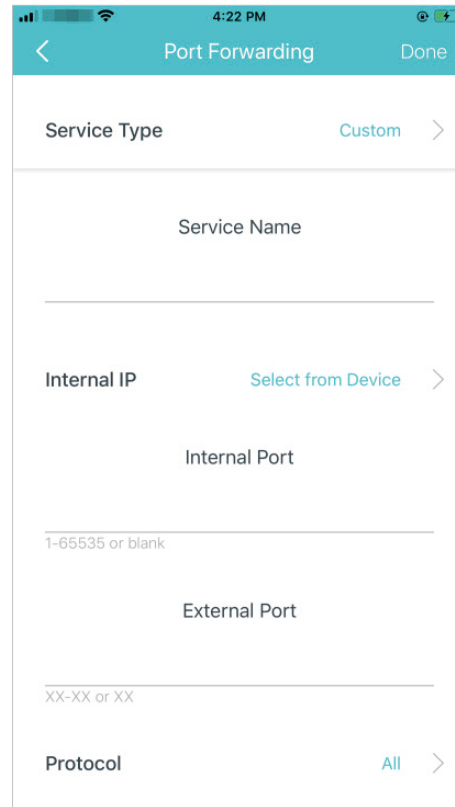 4:22 PM
Port Forwarding Done
Service Type Custom
Service Name
Internal IP Select from Device
Internal Port
1-65535 or blank
External Port
XX-XX or XX
Protocol All